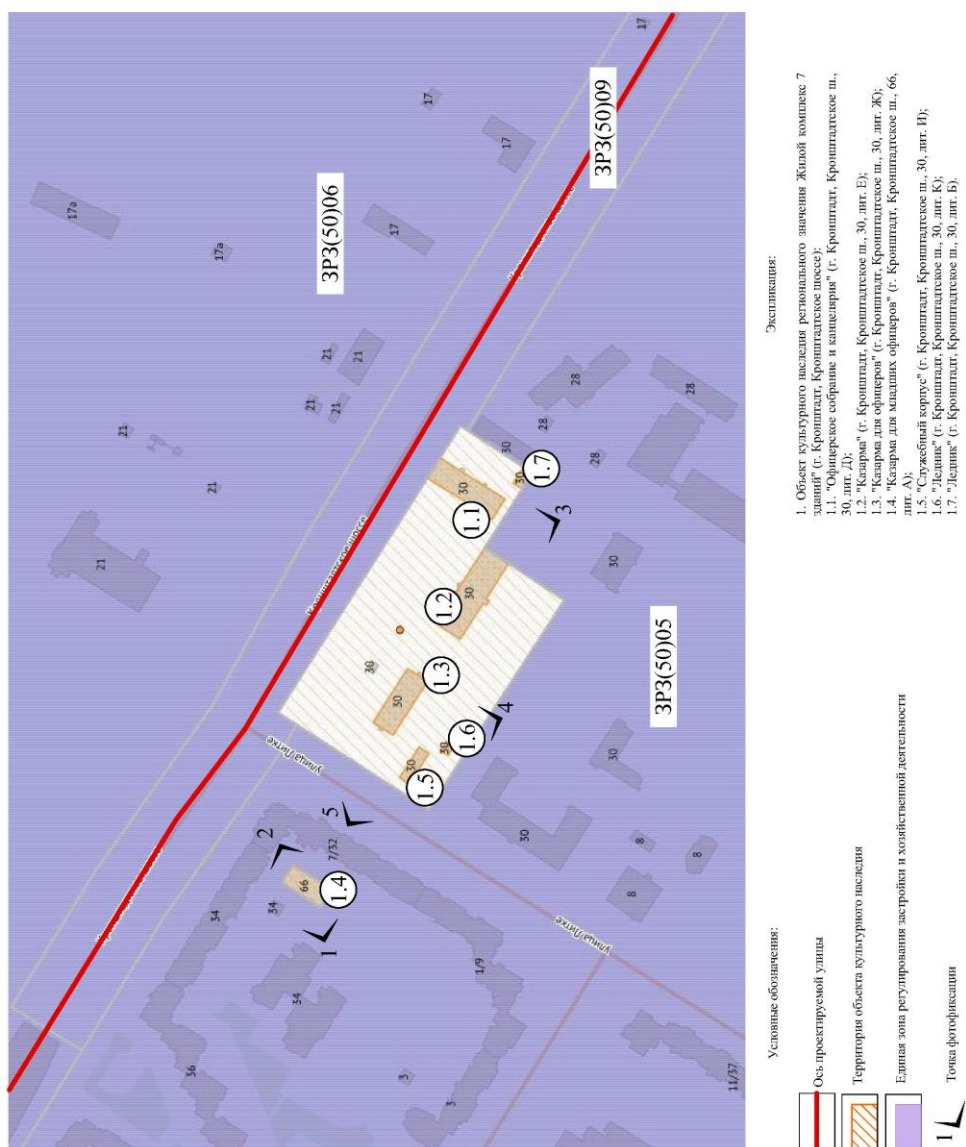 17
17
17
17
17а
17а
ЗРЗ(50)06
ЗРЗ(50)09
21
21
21
21
21
21
Кронштадтское шоссе
28
28
28
28
30
30
30
1.7
1.1
3
30
1.2
30
30
30
1.3
ЗРЗ(50)05
4
30
1.6
30
1.5
30
30
улица Литке
улица Литке
5
2
7/32
66
1.4
34
34
34
1
1/9
36
3
3
8
8
8
11/37
Условные обозначения:
Ось проектируемой улицы
Территория объекта культурного наследия
Единая зона регулирования застройки и хозяйственной деятельности
1
Точка фотофиксации
Экспликация:
1. Объект культурного наследия регионального значения Жилой комплекс 7
зданий" (г. Кронштадт, Кронштадтское шоссе):
1.1. "Офицерское собрание и канцелярия" (г. Кронштадт, Кронштадтское ш.,
30, лит. Д);
1.2. "Казарма" (г. Кронштадт, Кронштадтское ш., 30, лит. Е);
1.3. "Казарма для офицеров" (г. Кронштадт, Кронштадтское ш., 30, лит. Ж);
1.4. "Казарма для младших офицеров" (г. Кронштадт, Кронштадтское ш., 66,
лит. А);
1.5. "Служебный корпус" (г. Кронштадт, Кронштадтское ш., 30, лит. И);
1.6. "Ледник" (г. Кронштадт, Кронштадтское ш., 30, лит. К);
1.7. "Ледник" (г. Кронштадт, Кронштадтское ш., 30, лит. Б).